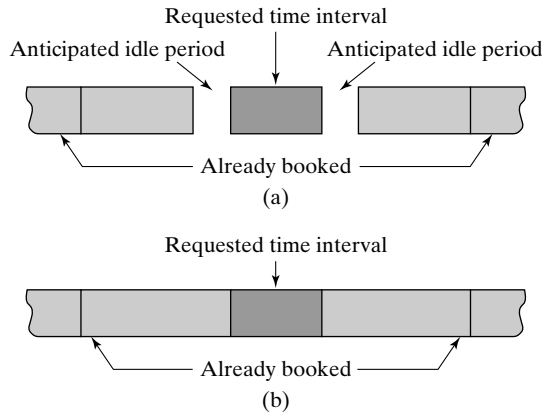 Requested time interval
Anticipated idle period
Anticipated idle period
Already booked
(a)
Requested time interval
Already booked
(b)